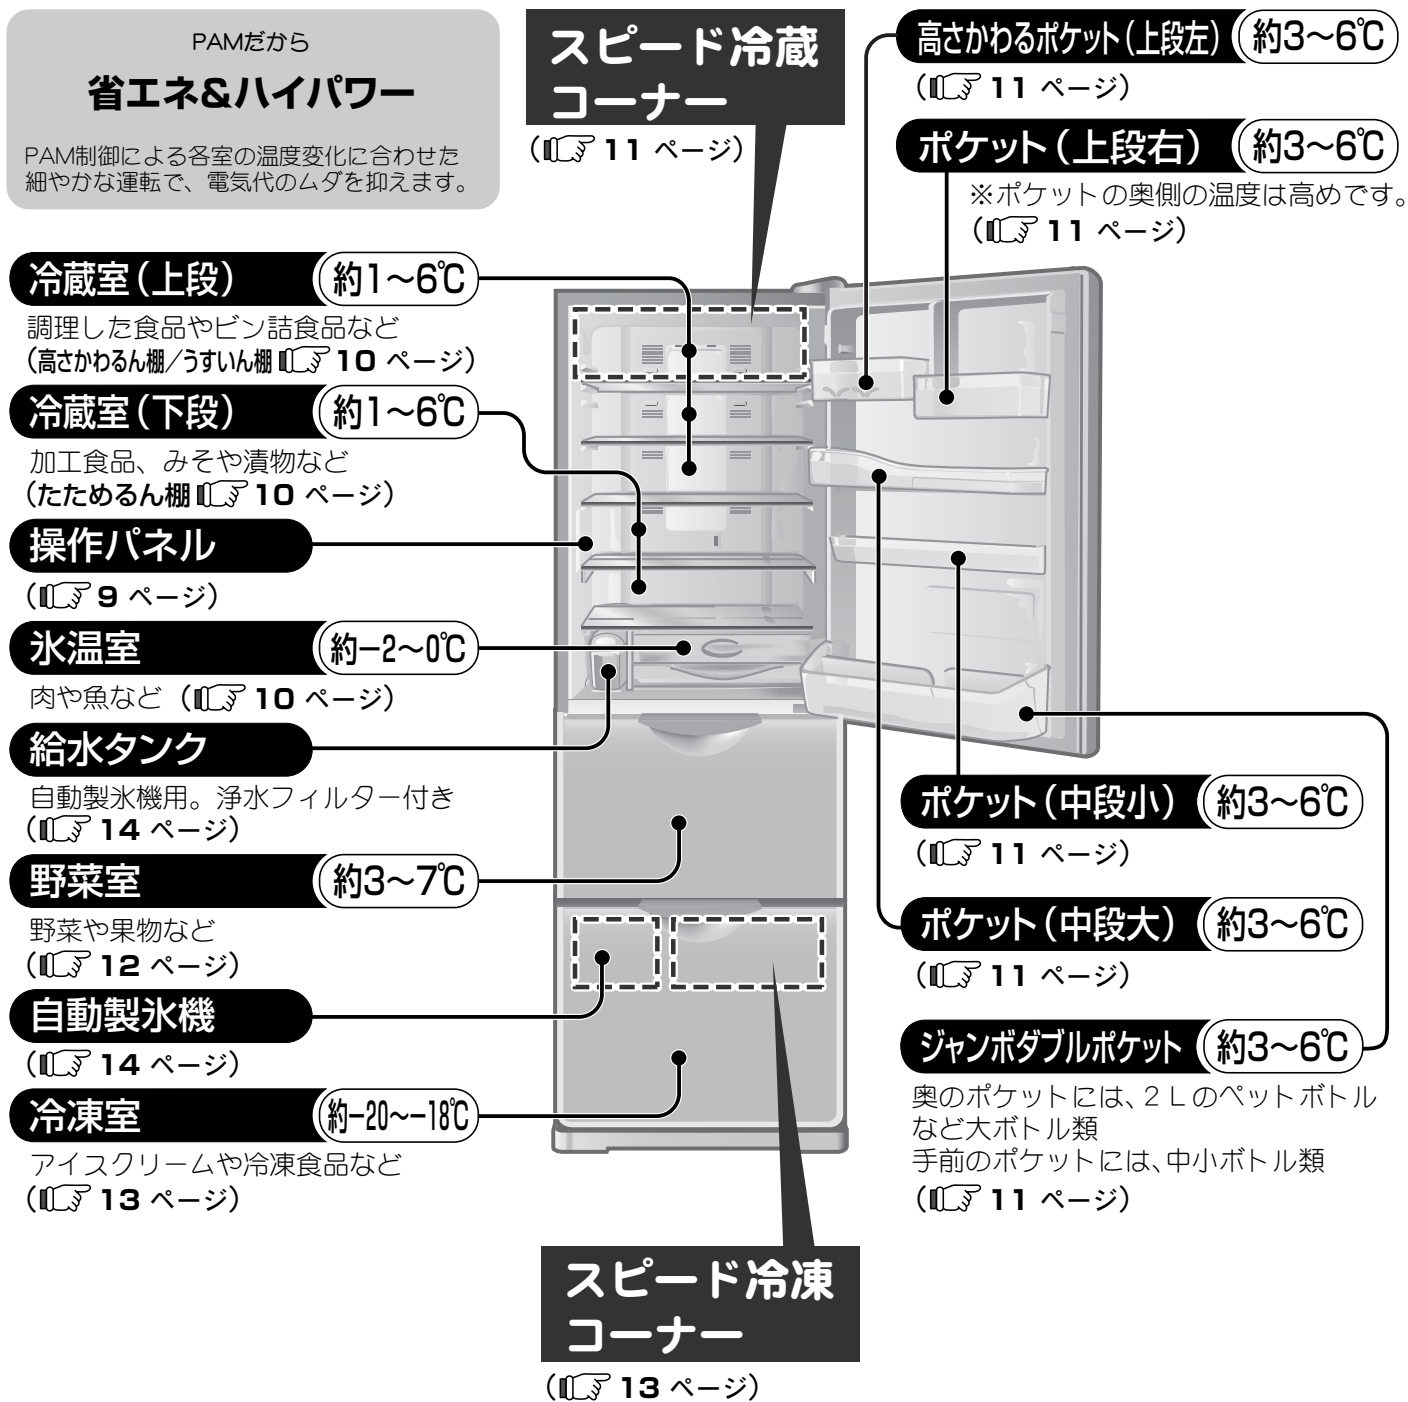 PAMだから
省エネ&ハイパワー
PAM制御による各室の温度変化に合わせた
細やかな運転で、電気代のムダを抑えます。
スピード冷蔵
コーナー
(11 ページ)
高さかわるポケット(上段左) 約3〜6℃
(11 ページ)
ポケット(上段右) 約3〜6℃
※ポケットの奥側の温度は高めです。
(11 ページ)
冷蔵室(上段) 約1〜6℃
調理した食品やビン詰食品など
(高さかわるん棚/うすいん棚 10 ページ)
冷蔵室(下段) 約1〜6℃
加工食品、みそや漬物など
(たためるん棚 10 ページ)
操作パネル
(9 ページ)
氷温室 約−2〜0℃
肉や魚など (10 ページ)
給水タンク
自動製氷機用。浄水フィルター付き
(14 ページ)
野菜室 約3〜7℃
野菜や果物など
(12 ページ)
自動製氷機
(14 ページ)
冷凍室 約−20〜−18℃
アイスクリームや冷凍食品など
(13 ページ)
ポケット(中段小) 約3〜6℃
(11 ページ)
ポケット(中段大) 約3〜6℃
(11 ページ)
ジャンボダブルポケット 約3〜6℃
奥のポケットには、2Lのペットボトル
など大ボトル類
手前のポケットには、中小ボトル類
(11 ページ)
スピード冷凍
コーナー
(13 ページ)